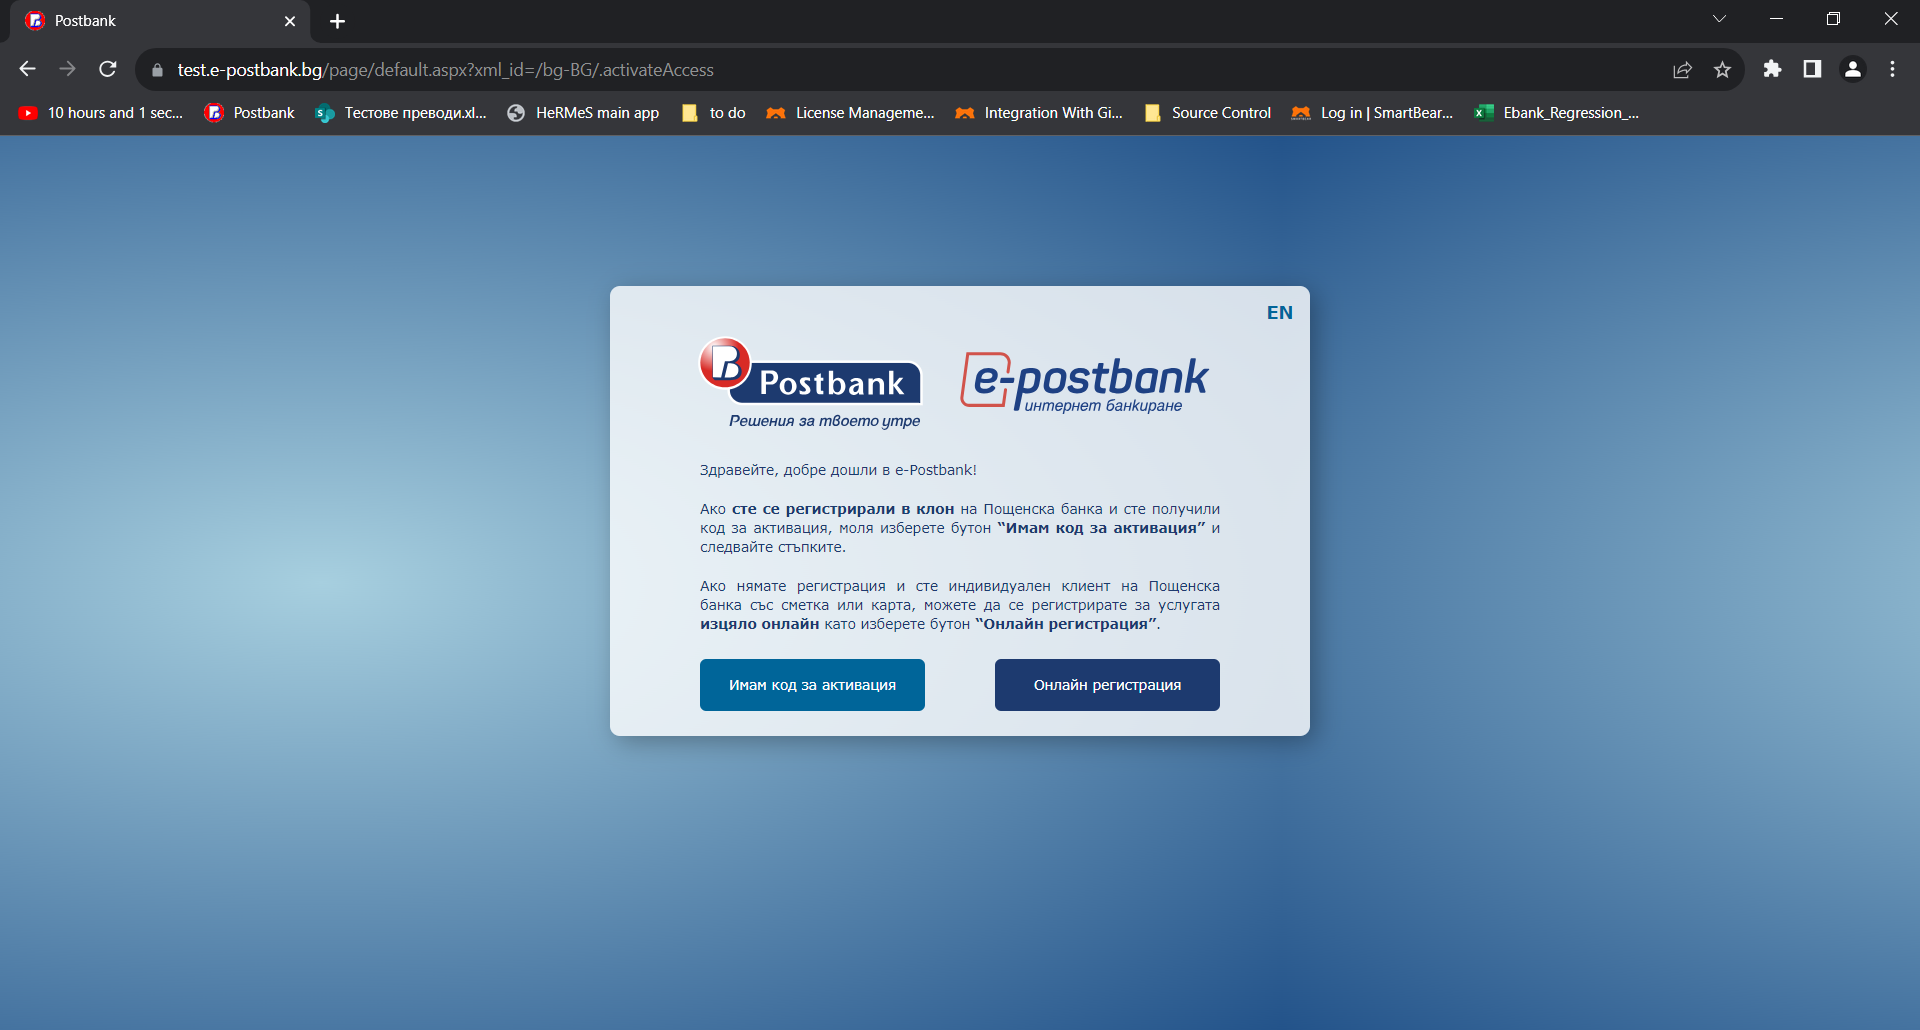 Postbank
test.e-postbank.bg/page/default.aspx?xml_id=/bg-BG/.activateAccess
10 hours and 1 sec... Postbank Тестове преводи.xl... HeRMeS main app to do License Manageme... Integration With Gi... Source Control Log in | SmartBear... Ebank_Regression_...
EN
Postbank
Решения за твоето утре
e-postbank
интернет банкиране
Здравейте, добре дошли в e-Postbank!
Ако сте се регистрирали в клон на Пощенска банка и сте получили
код за активация, моля изберете бутон “Имам код за активация” и
следвайте стъпките.
Ако нямате регистрация и сте индивидуален клиент на Пощенска
банка със сметка или карта, можете да се регистрирате за услугата
изцяло онлайн като изберете бутон “Онлайн регистрация”.
Имам код за активация
Онлайн регистрация